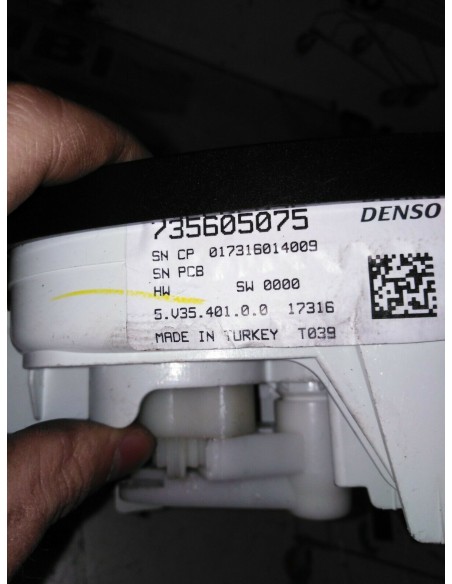 735605075 DENSO
SN CP 017316014009
SN PCB
HW SW 0000
5.V35.401.0.0 17316
MADE IN TURKEY T039